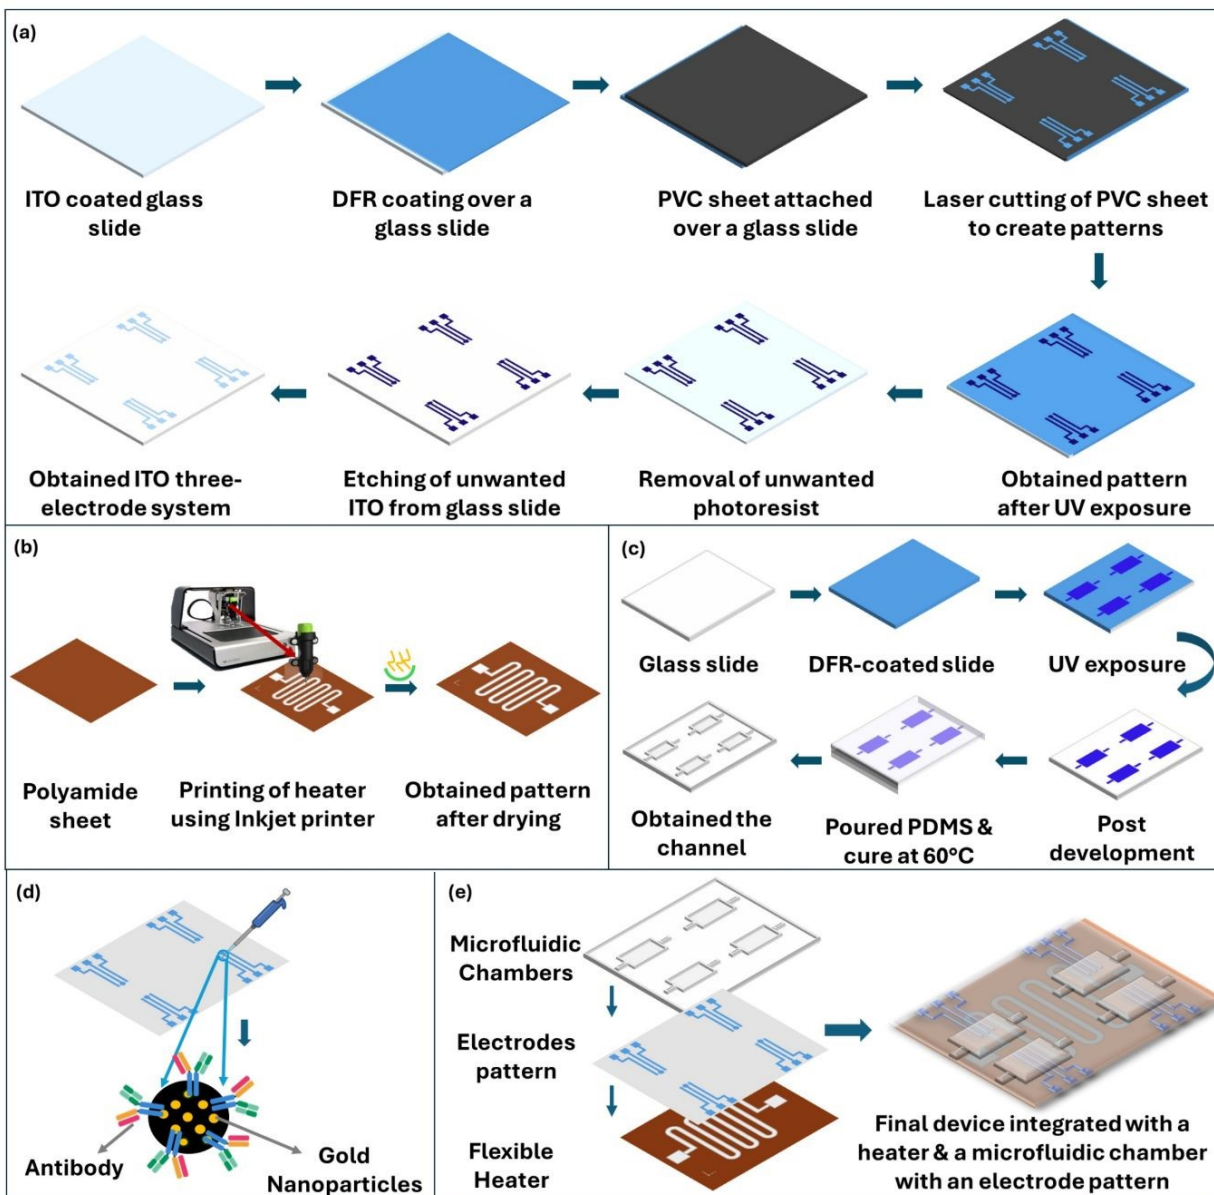 (a)
ITO coated glass
slide
DFR coating over a
glass slide
PVC sheet attached
over a glass slide
Laser cutting of PVC sheet
to create patterns
Obtained ITO three-
electrode system
Etching of unwanted
ITO from glass slide
Removal of unwanted
photoresist
Obtained pattern
after UV exposure
(b)
Polyamide
sheet
Printing of heater
using Inkjet printer
Obtained pattern
after drying
(c)
Glass slide
DFR-coated slide
UV exposure
Obtained the
channel
Poured PDMS &
cure at 60°C
Post
development
(d)
Antibody
Gold
Nanoparticles
(e)
Microfluidic
Chambers
Electrodes
pattern
Flexible
Heater
Final device integrated with a
heater & a microfluidic chamber
with an electrode pattern